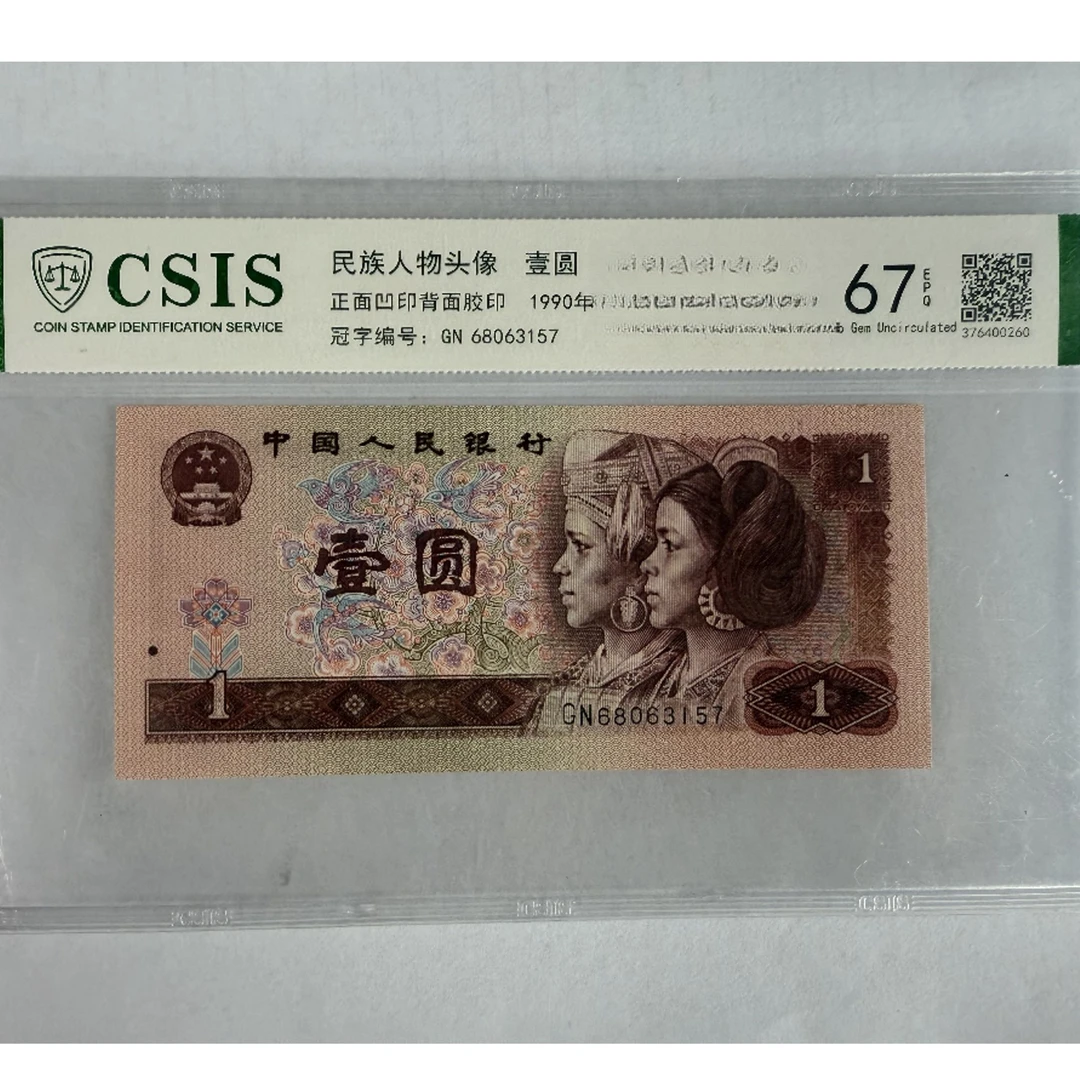 CSIS
COIN STAMP IDENTIFICATION SERVICE
民族人物头像 壹圆
正面凹印背面胶印 1990年
冠字编号：GN 68063157
67
EPQ
Gem Uncirculated
376400260
中国人民银行
1
壹圆
1
GN68063157
1